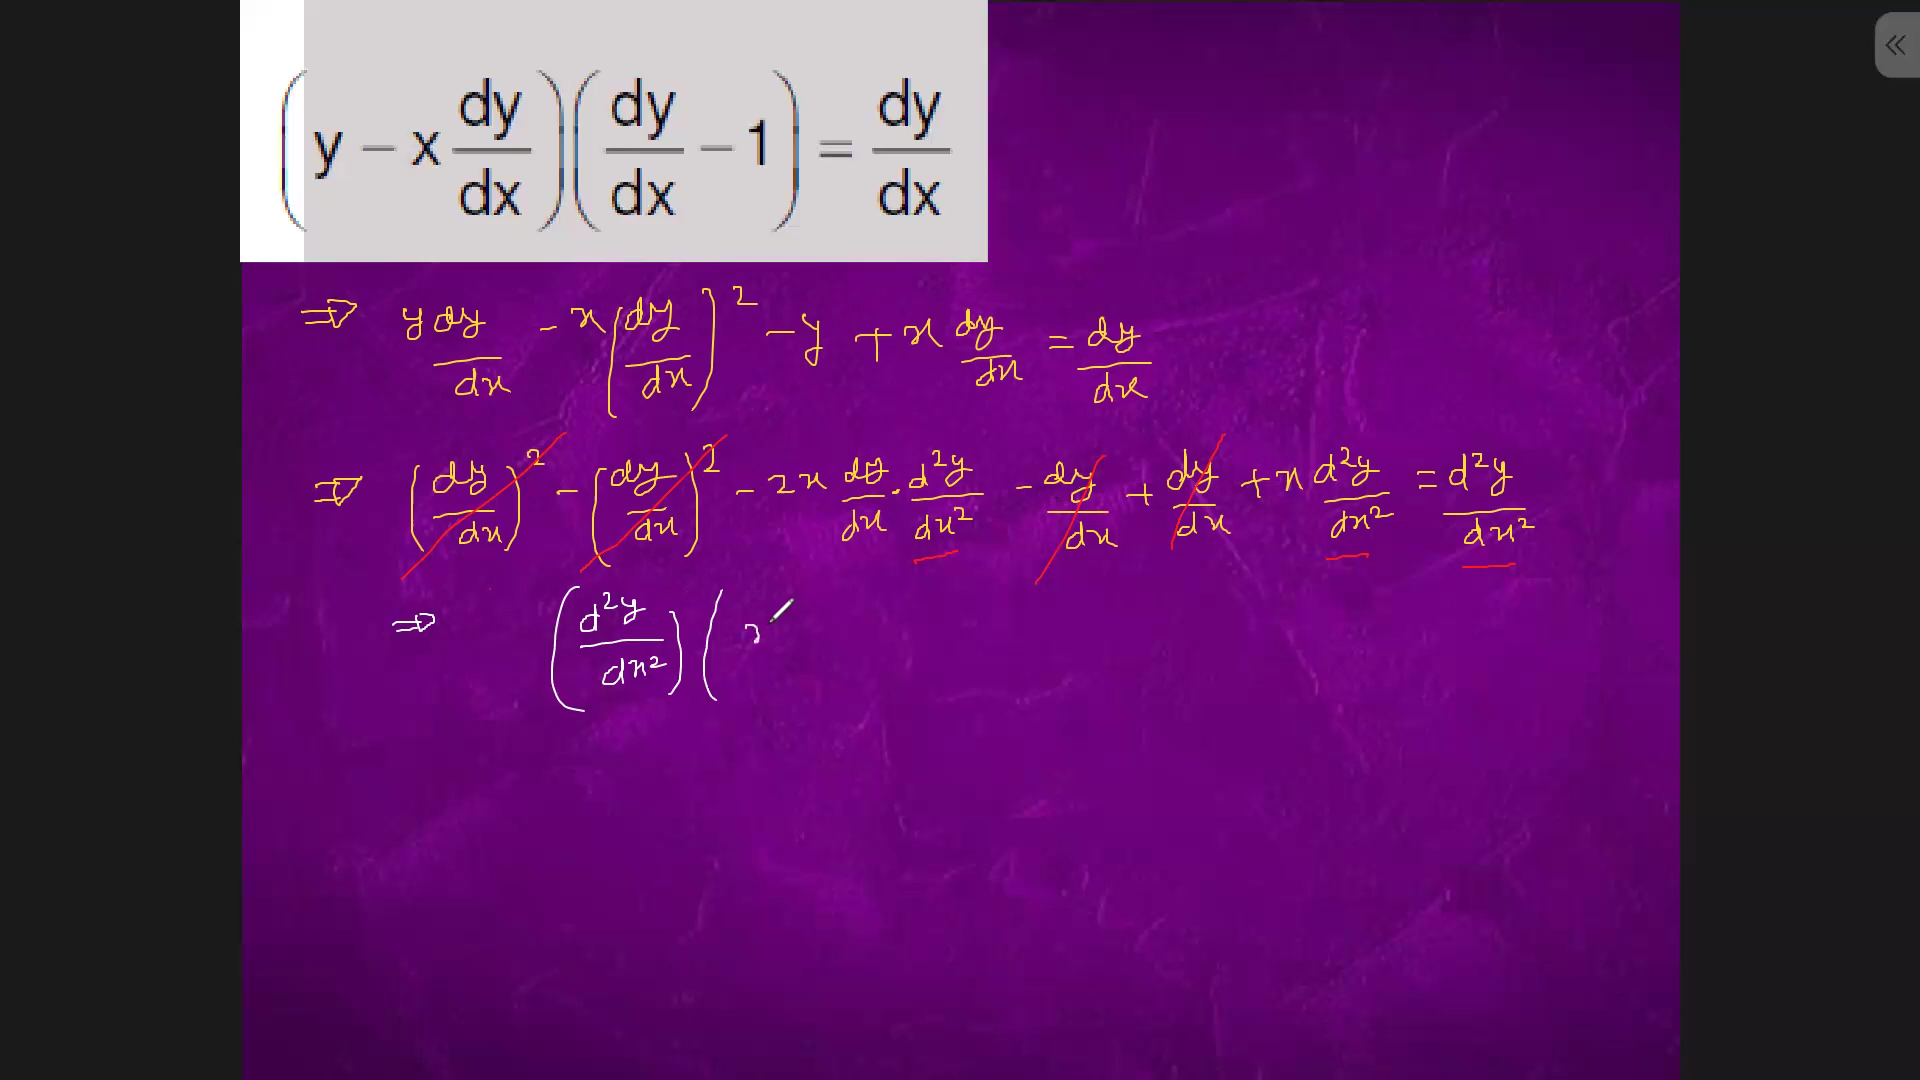 (y − x dy/dx)(dy/dx − 1) = dy/dx
⇒ y dy/dx - x(dy/dx)² - y + x dy/dx = dy/dx
⇒ (dy/dx)² - (dy/dx)² - 2x dy/dx · d²y/dx² - dy/dx + dy/dx + x d²y/dx² = d²y/dx²
⇒ (d²y/dx²)(